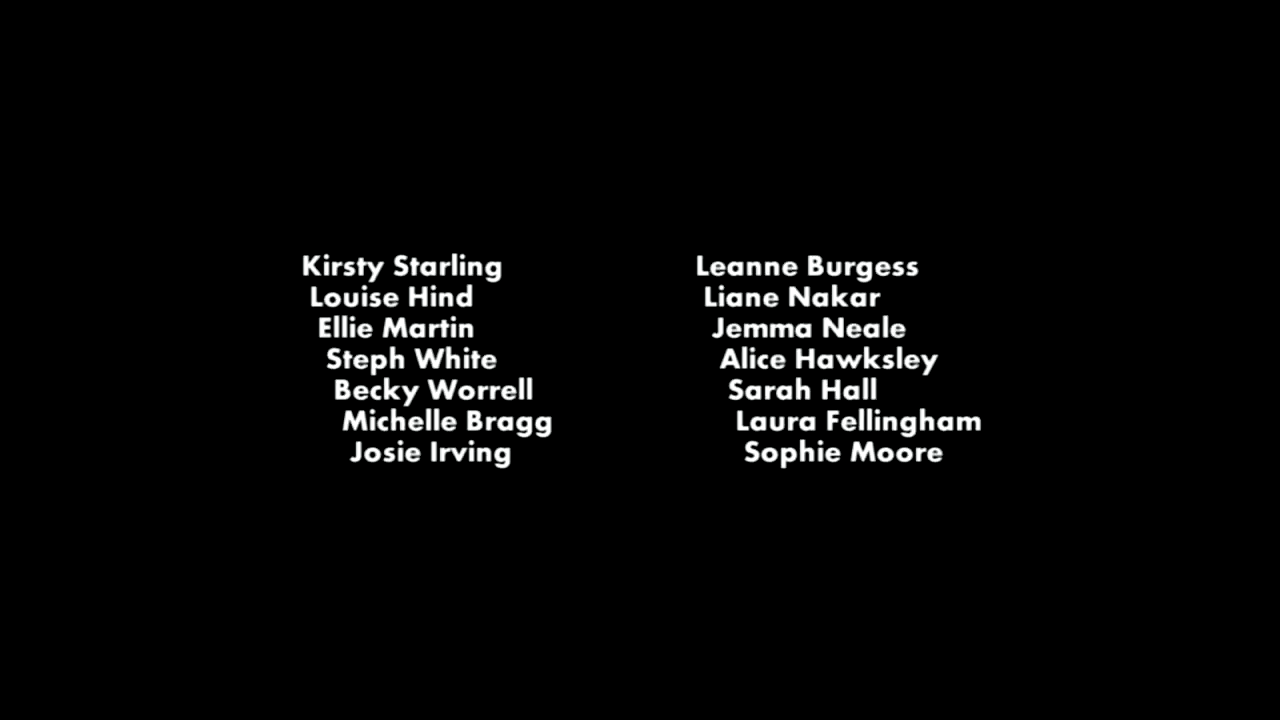 Kirsty Starling
Louise Hind
Ellie Martin
Steph White
Becky Worrell
Michelle Bragg
Josie Irving
Leanne Burgess
Liane Nakar
Jemma Neale
Alice Hawksley
Sarah Hall
Laura Fellingham
Sophie Moore